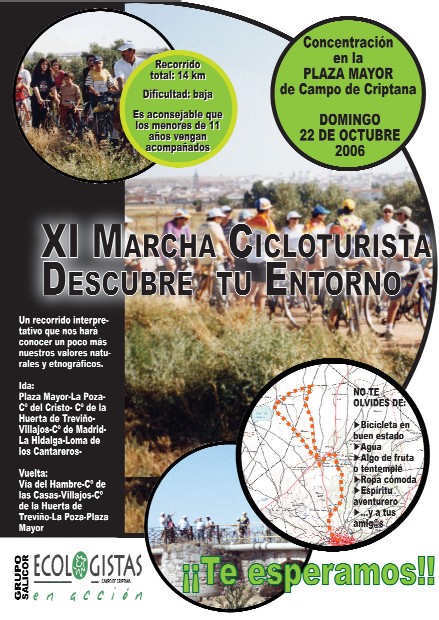 Recorrido
total: 14 km
Dificultad: baja
Es aconsejable que
los menores de 11
años vengan
acompañados
Concentración
en la
PLAZA MAYOR
de Campo de Criptana
DOMINGO
22 DE OCTUBRE
2006
XI MARCHA CICLOTURISTA
DESCUBRE TU ENTORNO
Un recorrido interpre-
tativo que nos hará
conocer un poco más
nuestros valores natu-
rales y etnográficos.
Ida:
Plaza Mayor-La Poza-
Cº del Cristo- Cº de la
Huerta de Treviño-
Villajos-Cº de Madrid-
La Hidalga-Loma de
los Cantareros-
Vuelta:
Vía del Hambre-Cº de
las Casas-Villajos-Cº
de la Huerta de
Treviño-La Poza-Plaza
Mayor
NO TE
OLVIDES DE:
▶Bicicleta en
buen estado
▶Agua
▶Algo de fruta
o tentempié
▶Ropa cómoda
▶Espíritu
aventurero
▶...y a tus
amig@s
GRUPO
SALICOR
ECOLOGISTAS
CAMPO DE CRIPTANA
en acción
¡¡Te esperamos!!